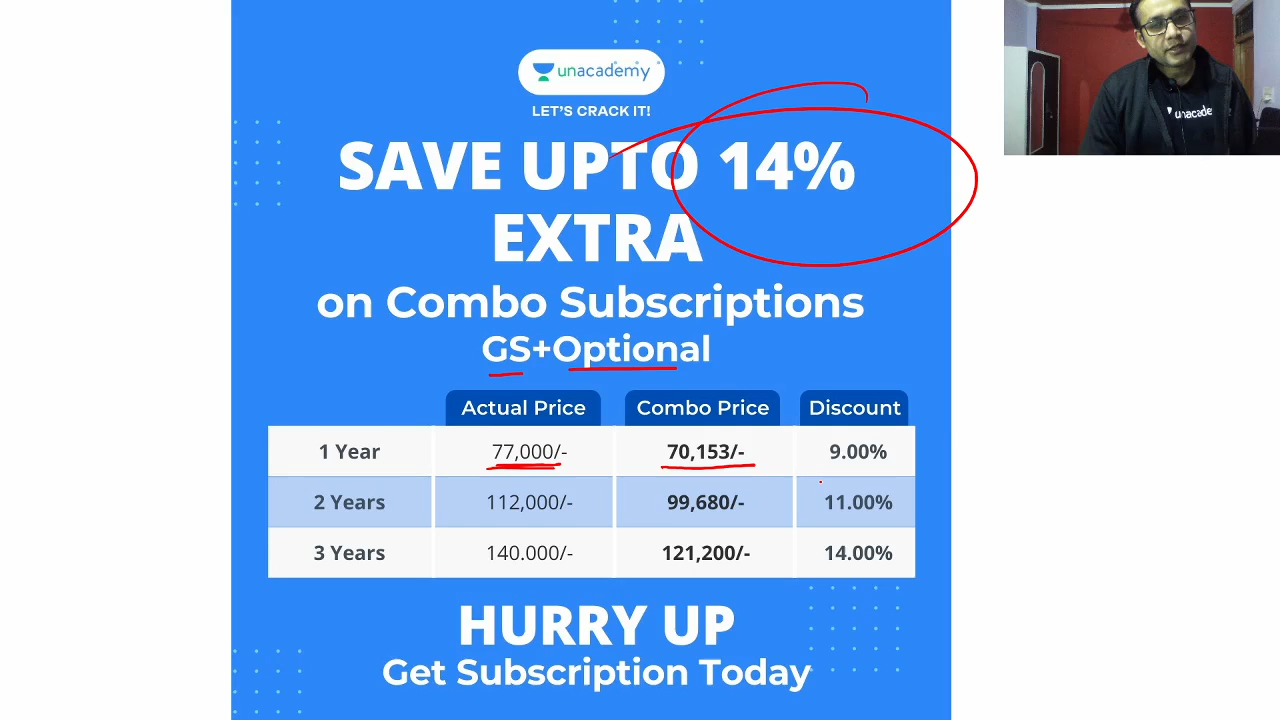 unacademy
LET'S CRACK IT!
SAVE UPTO 14%
EXTRA
on Combo Subscriptions
GS+Optional
Actual Price Combo Price Discount
1 Year 77,000/- 70,153/- 9.00%
2 Years 112,000/- 99,680/- 11.00%
3 Years 140.000/- 121,200/- 14.00%
HURRY UP
Get Subscription Today
unacade